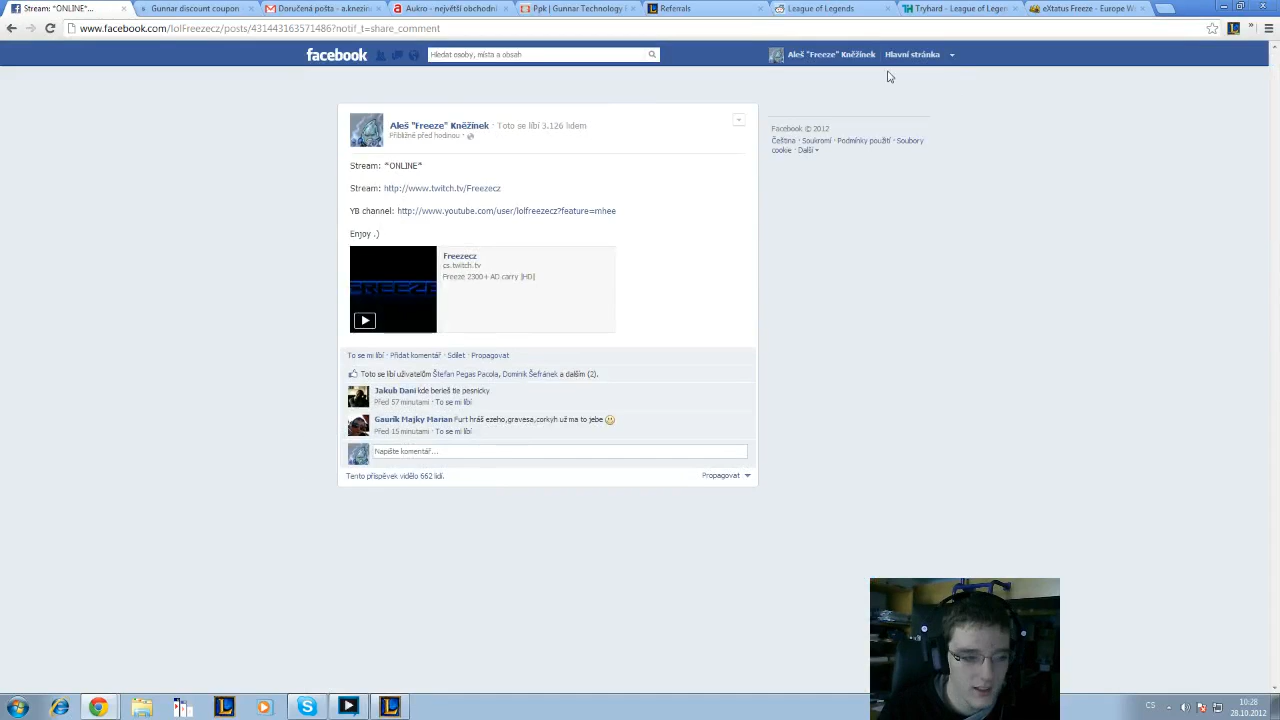 Stream: *ONLINE*...
Gunnar discount coupon
Doručená pošta - a.knezin
Aukro - největší obchodní
Ppk | Gunnar Technology
Referrals
League of Legends
Tryhard - League of Legen
eXtatus Freeze - Europe W
www.facebook.com/lolFreezecz/posts/431443163571486?notif_t=share_comment
facebook
Hledat osoby, místa a obsah
Aleš "Freeze" Kněžínek
Hlavní stránka
Aleš "Freeze" Kněžínek · Toto se líbí 3.126 lidem
Přibližně před hodinou ·
Facebook © 2012
Čeština · Soukromí · Podmínky použití · Soubory
cookie · Další
Stream: *ONLINE*
Stream: http://www.twitch.tv/Freezecz
YB channel: http://www.youtube.com/user/lolfreezecz?feature=mhee
Enjoy .)
FREEZE
Freezecz
cs.twitch.tv
Freeze 2300+ AD carry |HD|
To se mi líbí · Přidat komentář · Sdílet · Propagovat
Toto se líbí uživatelům Štefan Pegas Pacola, Dominik Šefránek a dalším (2).
Jakub Dani kde berieš tie pesnicky
Před 57 minutami · To se mi líbí
Gaurik Majky Marian Furt hráš ezeho,gravesa,corkyh už ma to jebe
Před 15 minutami · To se mi líbí
Napište komentář...
Tento příspěvek vidělo 662 lidí.
Propagovat
CS
10:28
28.10.2012